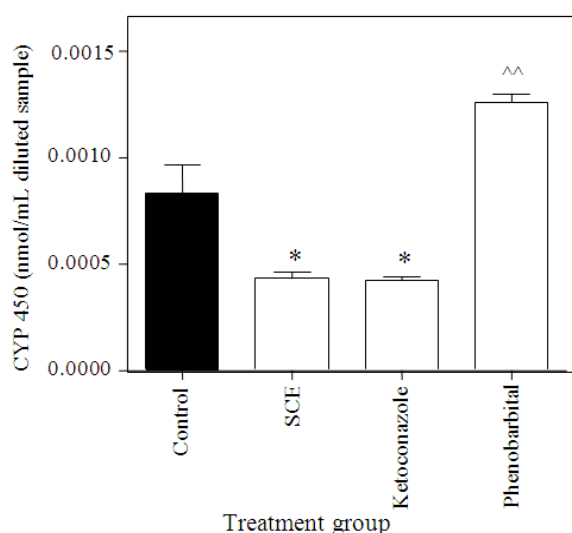 CYP 450 (nmol/mL diluted sample)
0.0015
0.0010
0.0005
0.0000
*
*
^^
Control
SCE
Ketoconazole
Phenobarbital
Treatment group